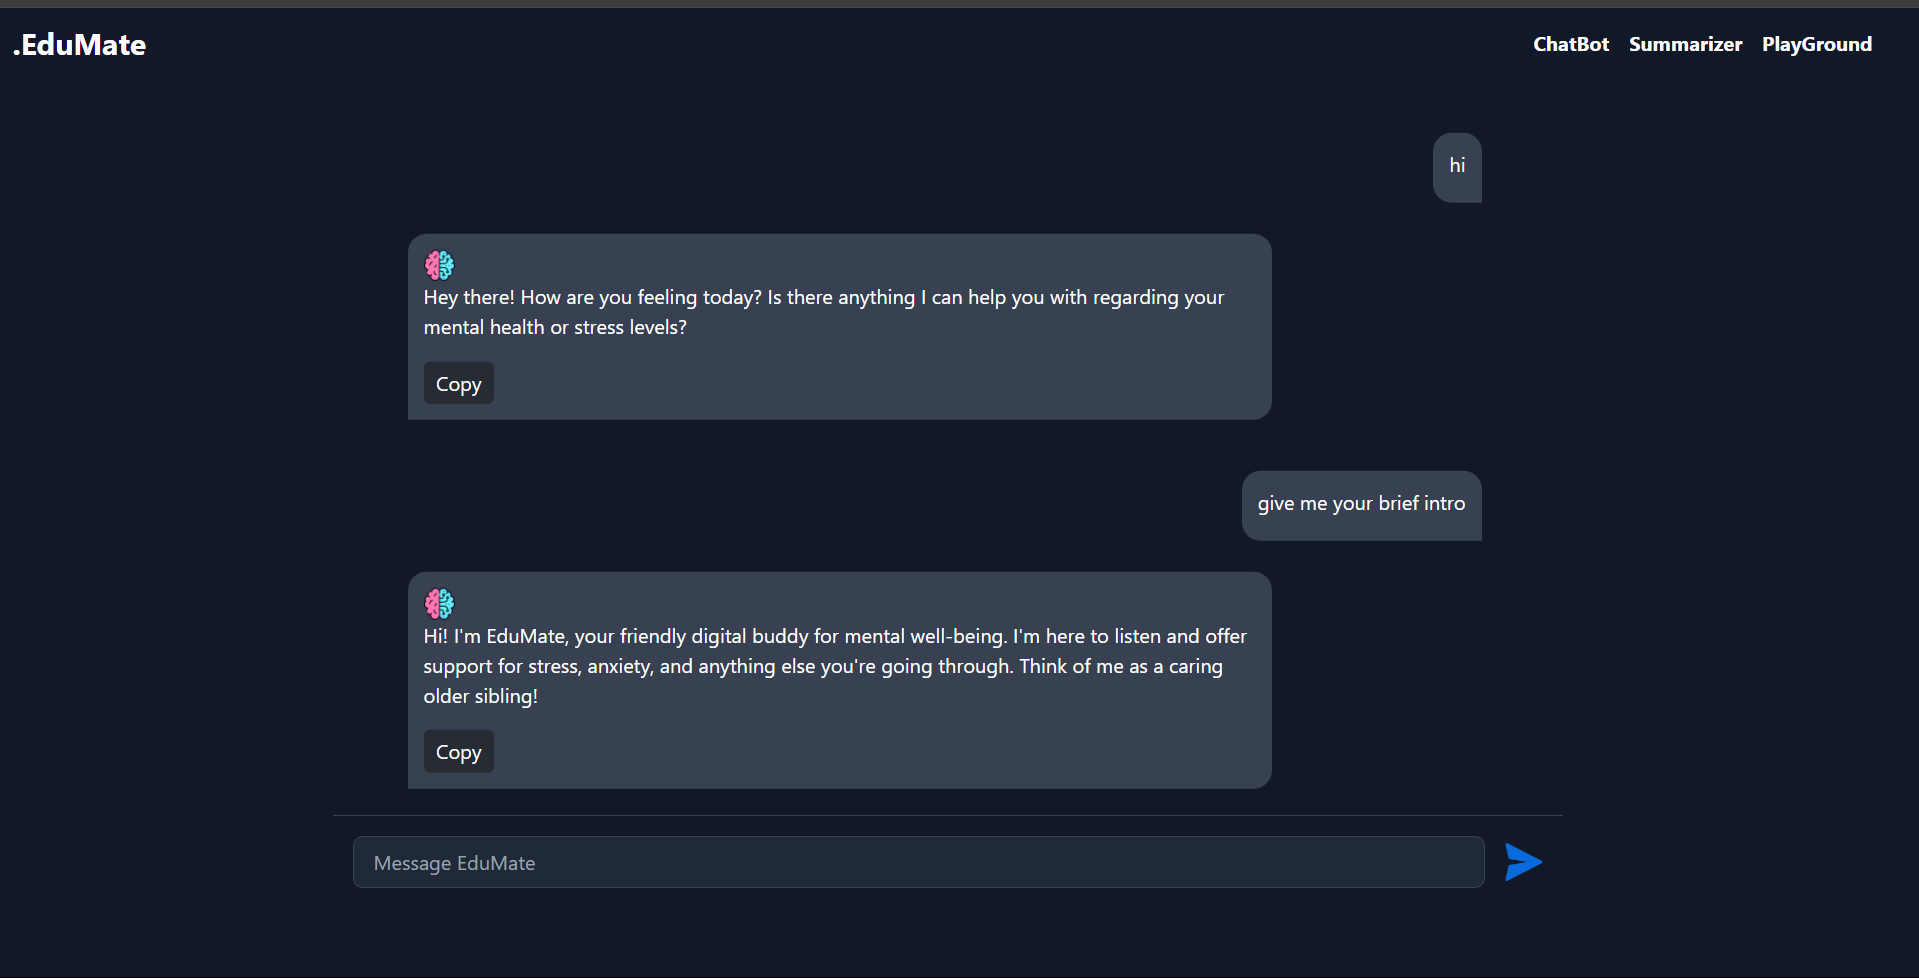 .EduMate
ChatBot Summarizer PlayGround
hi
Hey there! How are you feeling today? Is there anything I can help you with regarding your
mental health or stress levels?
Copy
give me your brief intro
Hi! I'm EduMate, your friendly digital buddy for mental well-being. I'm here to listen and offer
support for stress, anxiety, and anything else you're going through. Think of me as a caring
older sibling!
Copy
Message EduMate